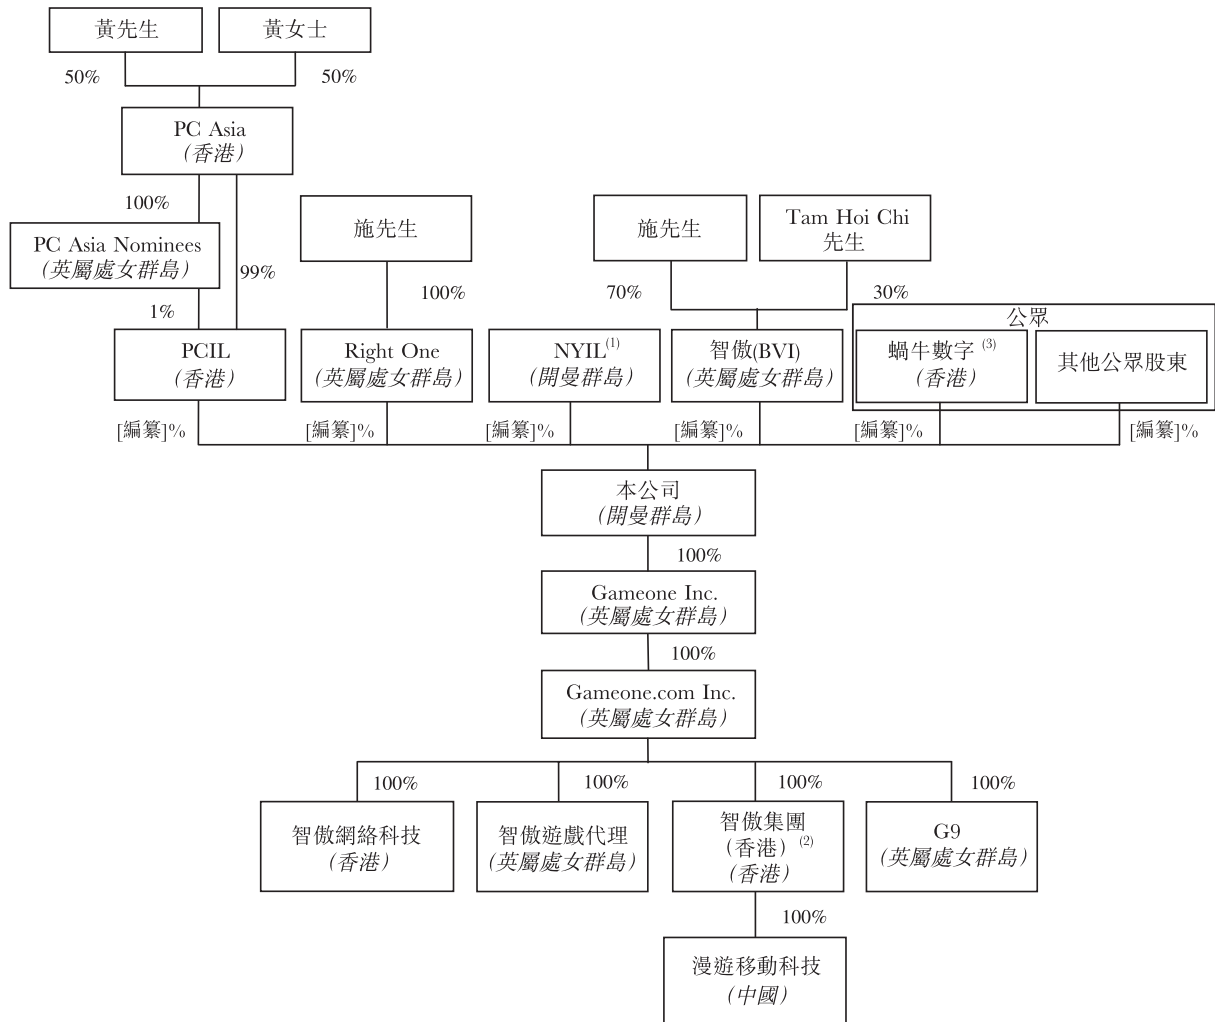 黃先生
黃女士
50%
50%
PC Asia
(香港)
100%
施先生
施先生
Tam Hoi Chi
先生
PC Asia Nominees
(英屬處女群島)
99%
100%
70%
30%
1%
公眾
PCIL
(香港)
Right One
(英屬處女群島)
NYIL(1)
(開曼群島)
智傲(BVI)
(英屬處女群島)
蝸牛數字 (3)
(香港)
其他公眾股東
[編纂]%
[編纂]%
[編纂]%
[編纂]%
[編纂]%
[編纂]%
本公司
(開曼群島)
100%
Gameone Inc.
(英屬處女群島)
100%
Gameone.com Inc.
(英屬處女群島)
100%
100%
100%
100%
智傲網絡科技
(香港)
智傲遊戲代理
(英屬處女群島)
智傲集團
(香港) (2)
(香港)
G9
(英屬處女群島)
100%
漫遊移動科技
(中國)